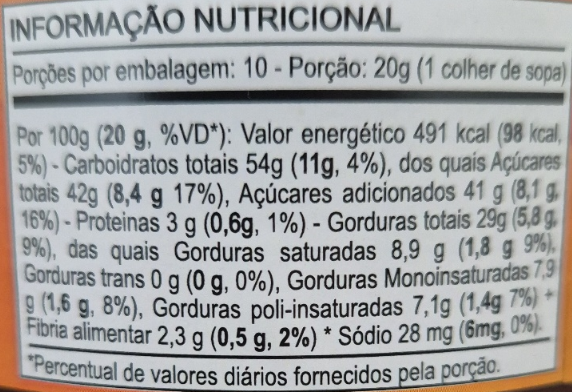 INFORMAÇÃO NUTRICIONAL
Porções por embalagem: 10 - Porção: 20g (1 colher de sopa)
Por 100g (20 g, %VD*): Valor energético 491 kcal (98 kcal,
5%) - Carboidratos totais 54g (11g, 4%), dos quais Açúcares
totais 42g (8,4 g 17%), Açúcares adicionados 41 g (8,1 g,
16%) - Proteinas 3 g (0,6g, 1%) - Gorduras totais 29g (5,8 g,
9%), das quais Gorduras saturadas 8,9 g (1,8 g 9%),
Gorduras trans 0 g (0 g, 0%), Gorduras Monoinsaturadas 7,9
g (1,6 g, 8%), Gorduras poli-insaturadas 7,1g (1,4g 7%) +
Fibria alimentar 2,3 g (0,5 g, 2%) * Sódio 28 mg (6mg, 0%).
*Percentual de valores diários fornecidos pela porção.